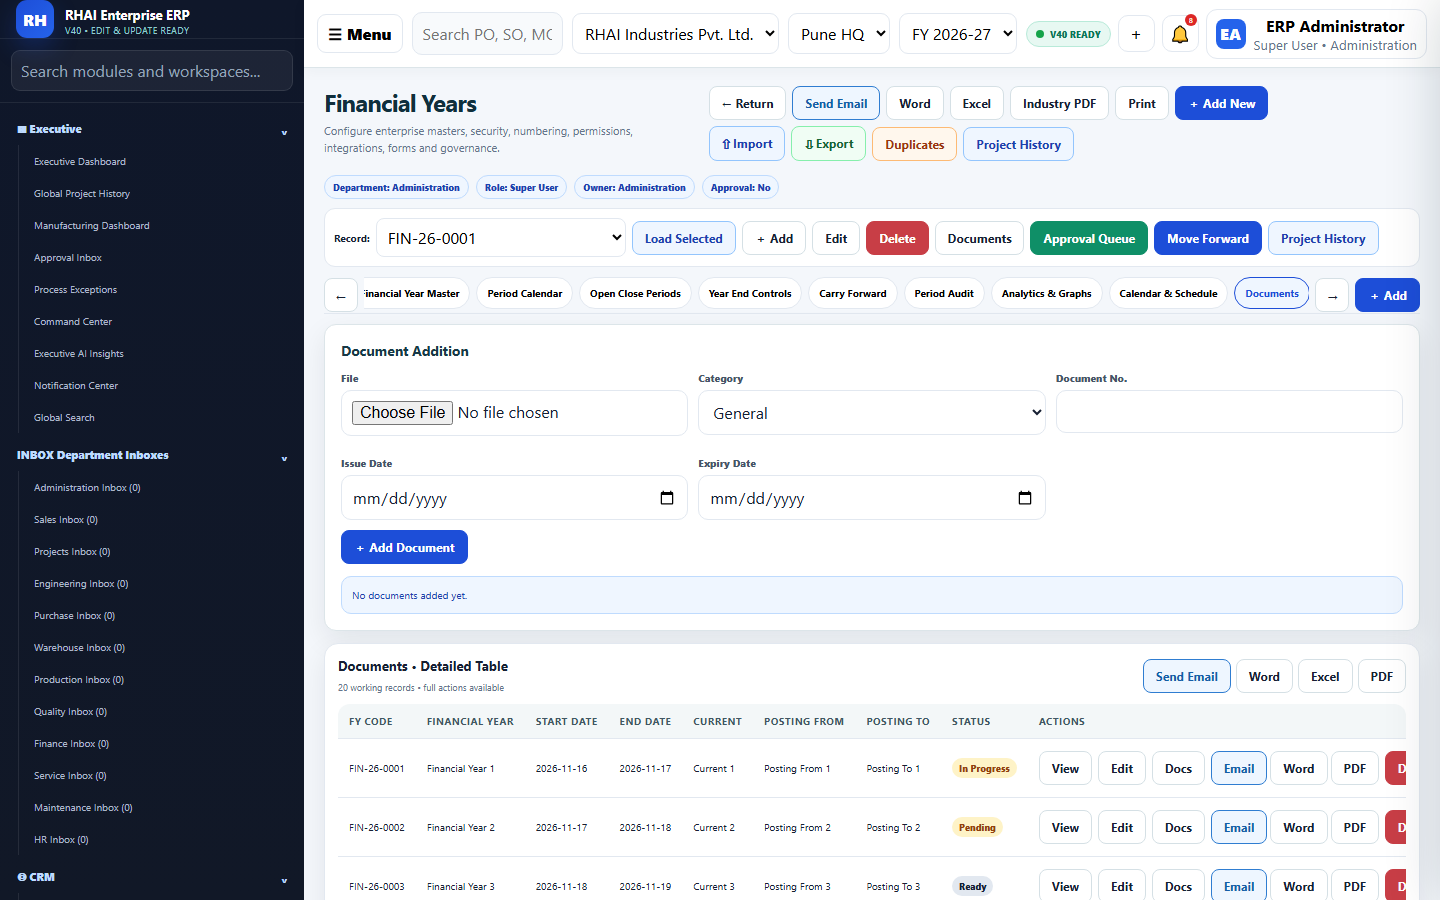 RH
RHAI Enterprise ERP
V40 • EDIT & UPDATE READY
Search modules and workspaces...
Executive
Executive Dashboard
Global Project History
Manufacturing Dashboard
Approval Inbox
Process Exceptions
Command Center
Executive AI Insights
Notification Center
Global Search
INBOX Department Inboxes
Administration Inbox (0)
Sales Inbox (0)
Projects Inbox (0)
Engineering Inbox (0)
Purchase Inbox (0)
Warehouse Inbox (0)
Production Inbox (0)
Quality Inbox (0)
Finance Inbox (0)
Service Inbox (0)
Maintenance Inbox (0)
HR Inbox (0)
CRM
☰ Menu
Search PO, SO, MO
RHAI Industries Pvt. Ltd.
Pune HQ
FY 2026-27
V40 READY
+
8
EA
ERP Administrator
Super User • Administration
Financial Years
Configure enterprise masters, security, numbering, permissions,
integrations, forms and governance.
← Return
Send Email
Word
Excel
Industry PDF
Print
+ Add New
⇧ Import
⇩ Export
Duplicates
Project History
Department: Administration
Role: Super User
Owner: Administration
Approval: No
Record:
FIN-26-0001
Load Selected
+ Add
Edit
Delete
Documents
Approval Queue
Move Forward
Project History
←
Financial Year Master
Period Calendar
Open Close Periods
Year End Controls
Carry Forward
Period Audit
Analytics & Graphs
Calendar & Schedule
Documents
→
+ Add
Document Addition
File
Category
Document No.
Choose File No file chosen
General
Issue Date
Expiry Date
mm/dd/yyyy
mm/dd/yyyy
+ Add Document
No documents added yet.
Documents • Detailed Table
20 working records • full actions available
Send Email
Word
Excel
PDF
FY CODE FINANCIAL YEAR START DATE END DATE CURRENT POSTING FROM POSTING TO STATUS ACTIONS
FIN-26-0001 Financial Year 1 2026-11-16 2026-11-17 Current 1 Posting From 1 Posting To 1 In Progress View Edit Docs Email Word PDF D
FIN-26-0002 Financial Year 2 2026-11-17 2026-11-18 Current 2 Posting From 2 Posting To 2 Pending View Edit Docs Email Word PDF D
FIN-26-0003 Financial Year 3 2026-11-18 2026-11-19 Current 3 Posting From 3 Posting To 3 Ready View Edit Docs Email Word PDF D